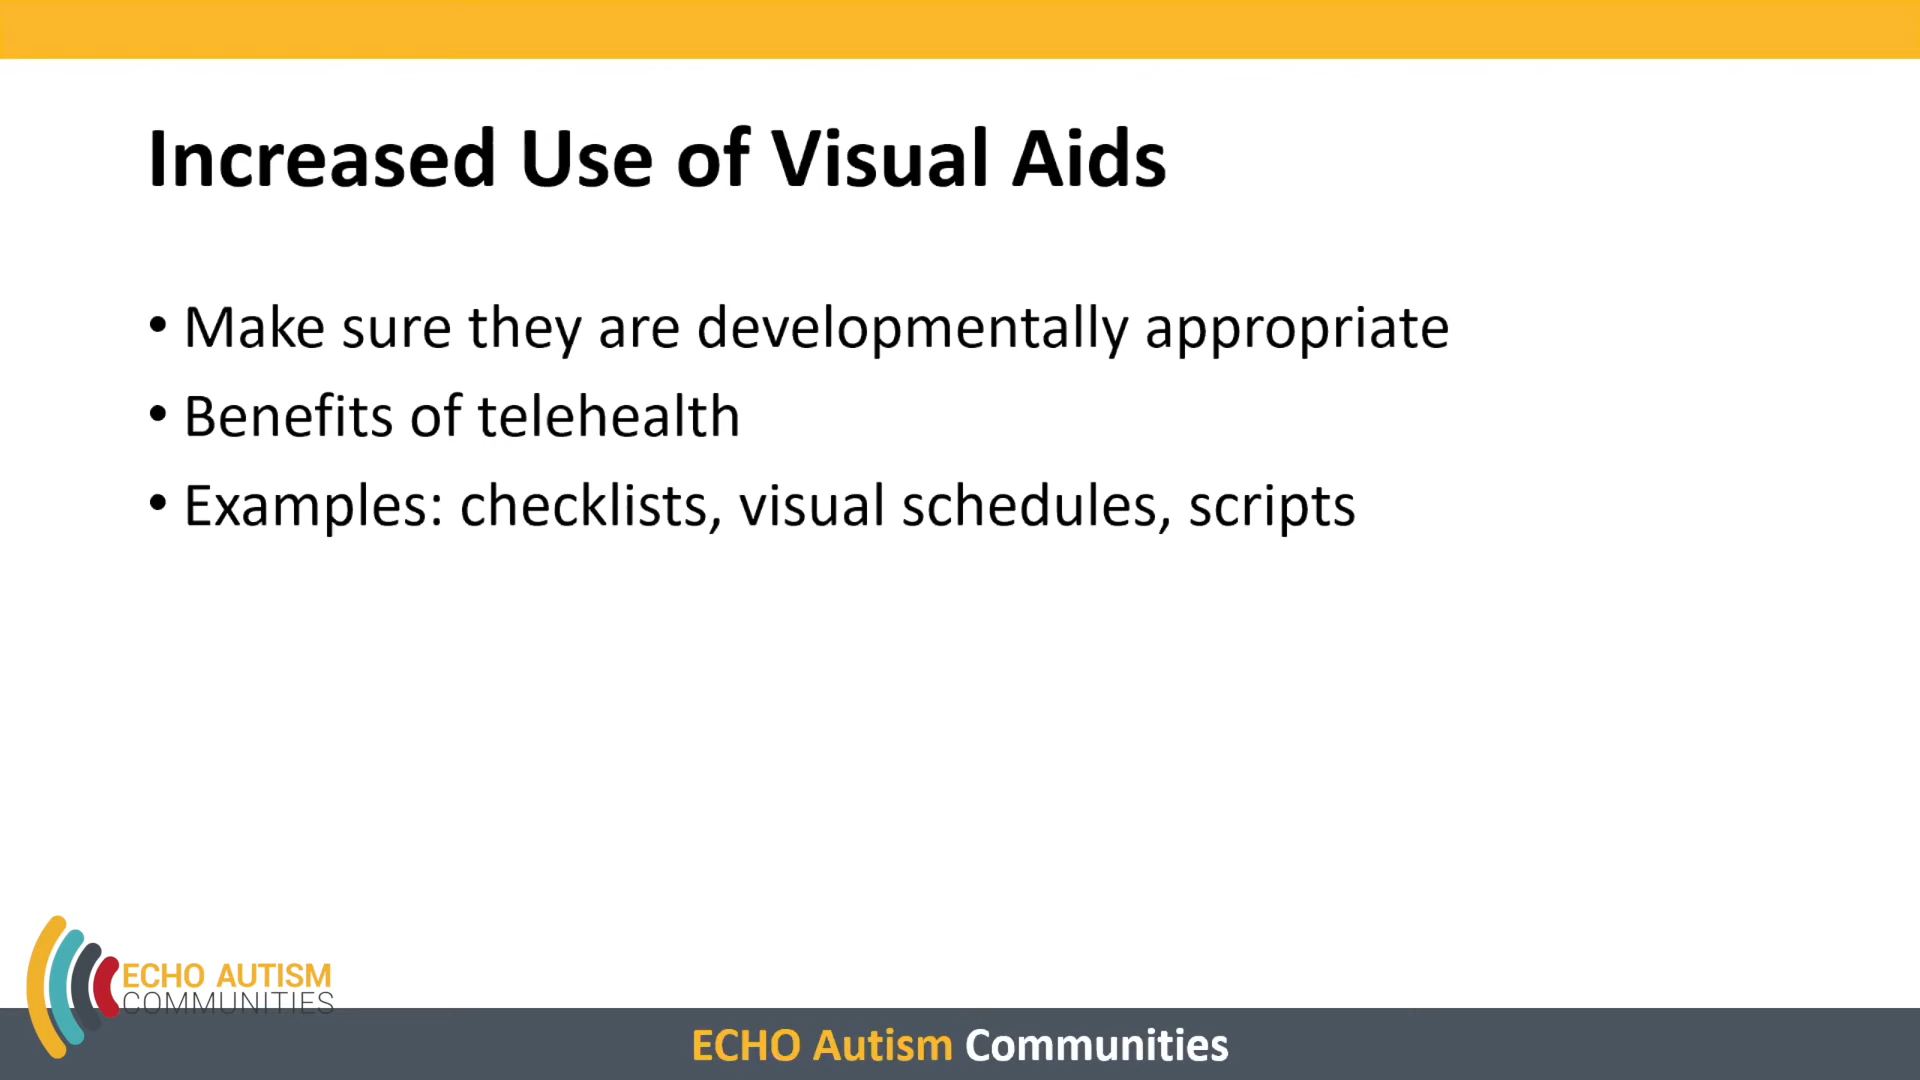 Increased Use of Visual Aids
• Make sure they are developmentally appropriate
• Benefits of telehealth
• Examples: checklists, visual schedules, scripts
ECHO AUTISM
COMMUNITIES
ECHO Autism Communities